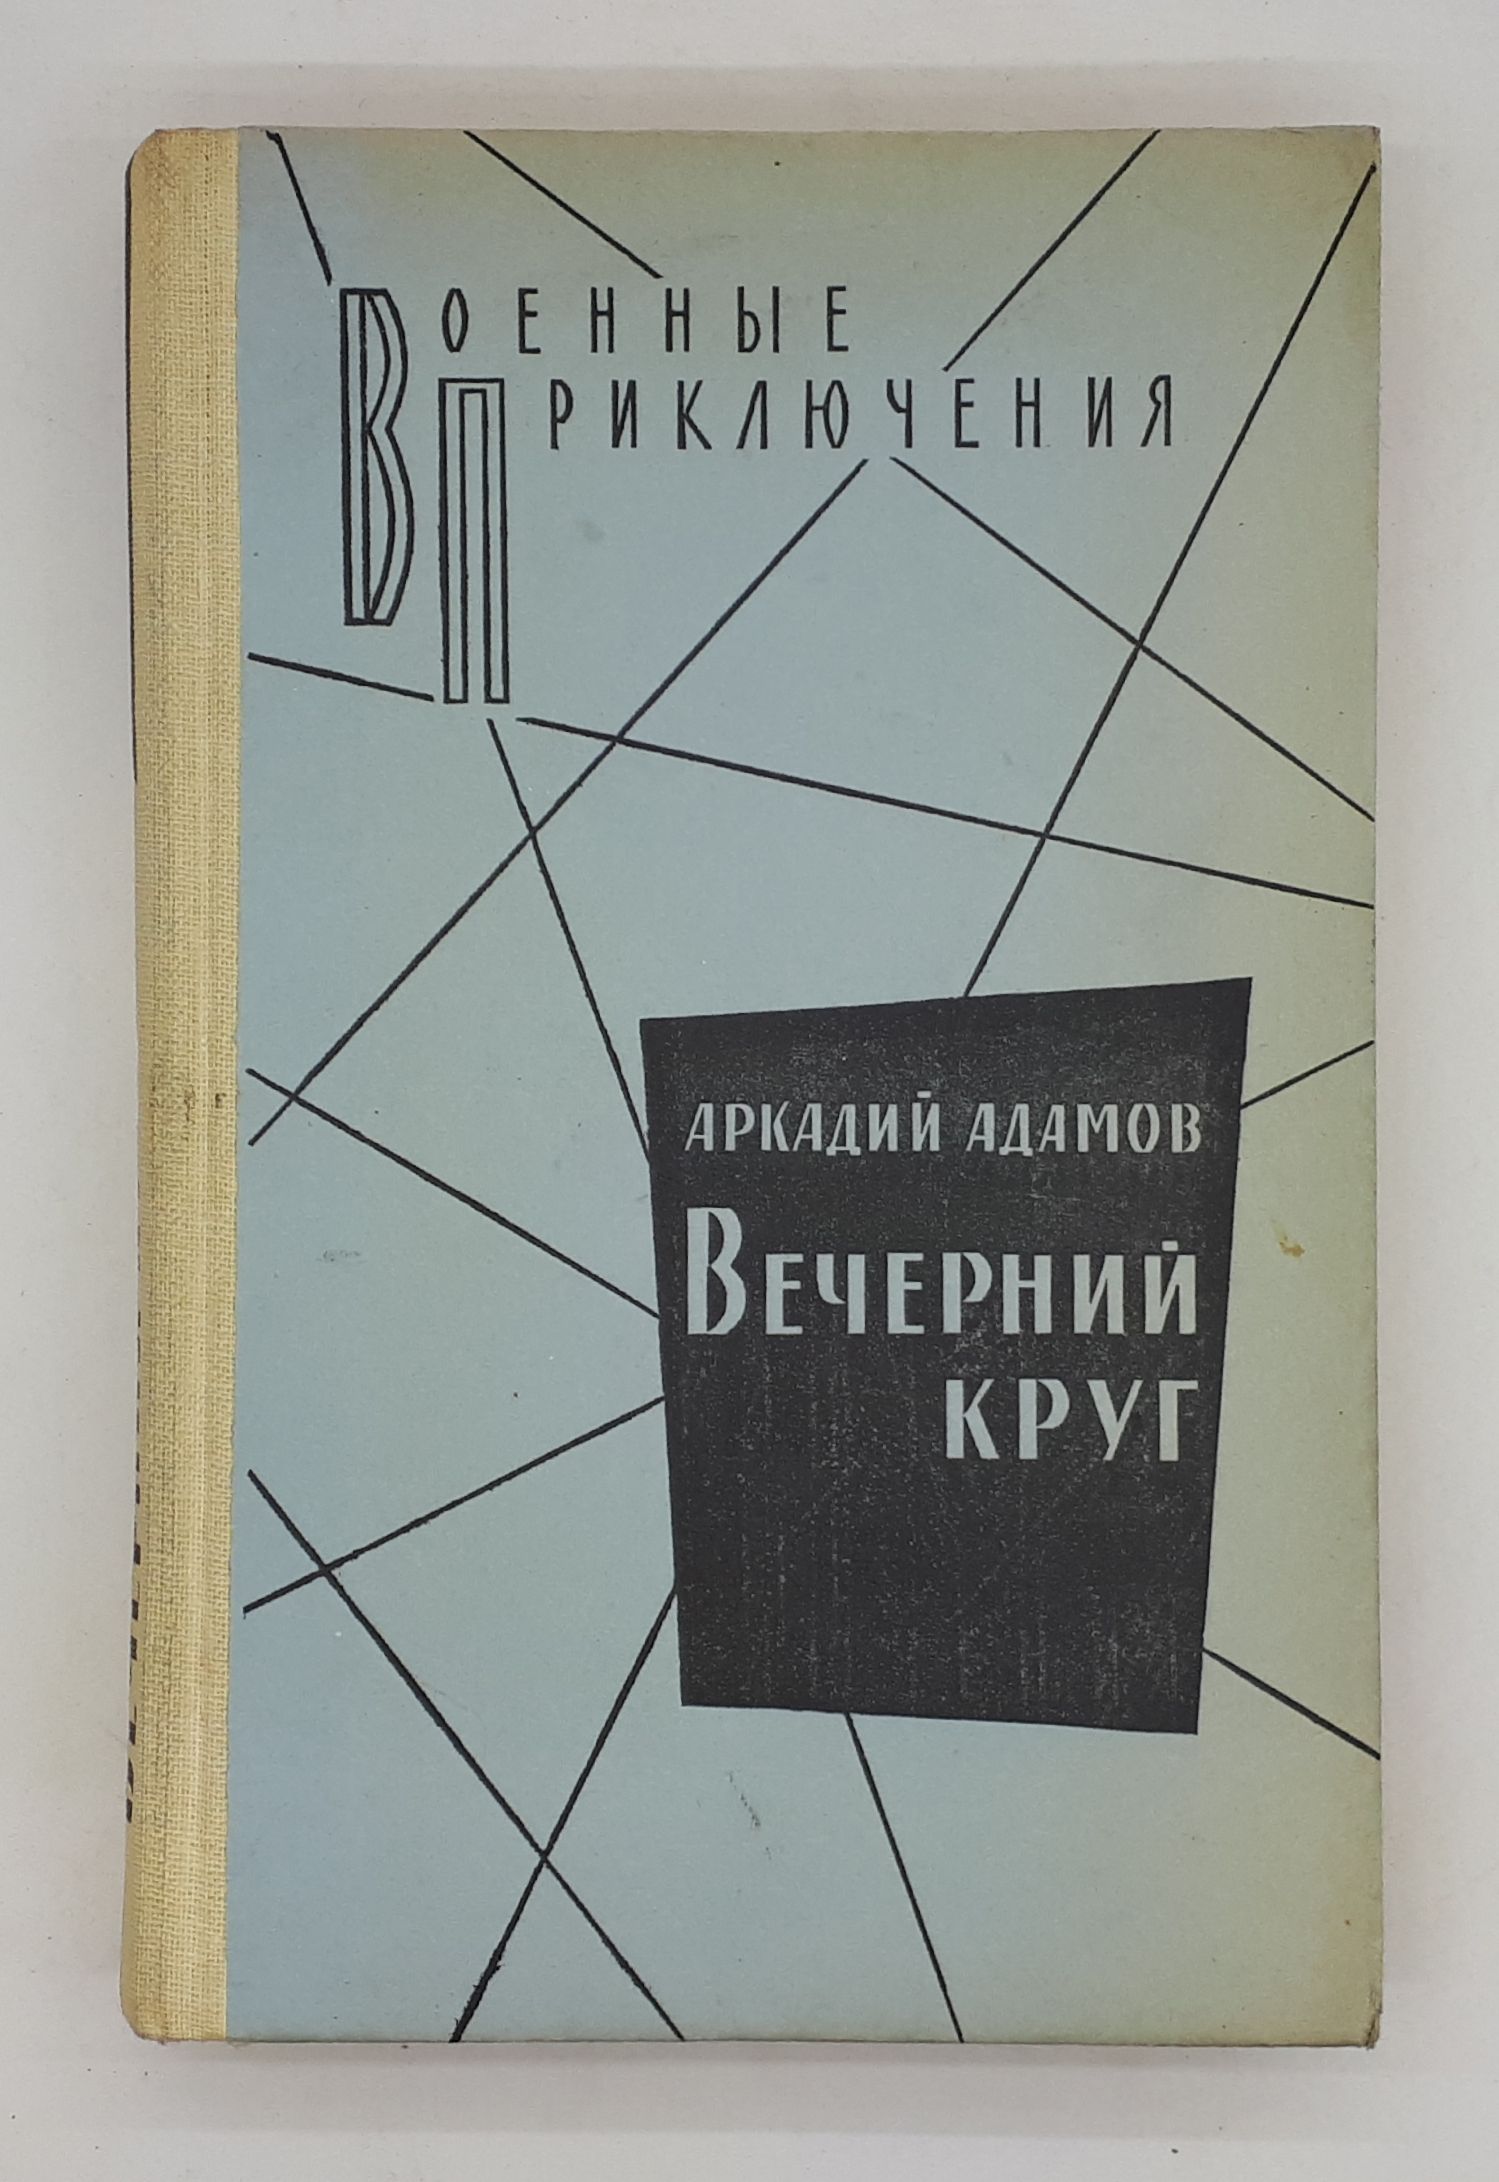 ВОЕННЫЕ
ПРИКЛЮЧЕНИЯ
АРКАДИЙ АДАМОВ
ВЕЧЕРНИЙ
КРУГ